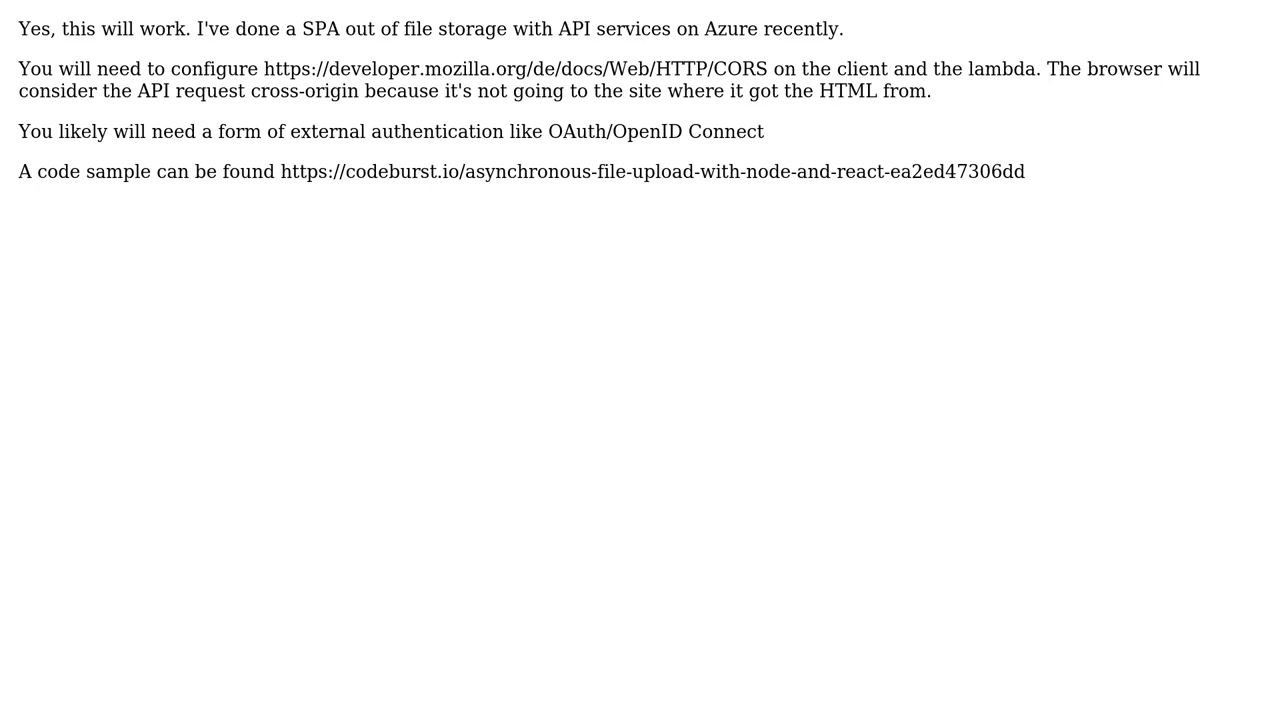 Yes, this will work. I've done a SPA out of file storage with API services on Azure recently.
You will need to configure https://developer.mozilla.org/de/docs/Web/HTTP/CORS on the client and the lambda. The browser will
consider the API request cross-origin because it's not going to the site where it got the HTML from.
You likely will need a form of external authentication like OAuth/OpenID Connect
A code sample can be found https://codeburst.io/asynchronous-file-upload-with-node-and-react-ea2ed47306dd